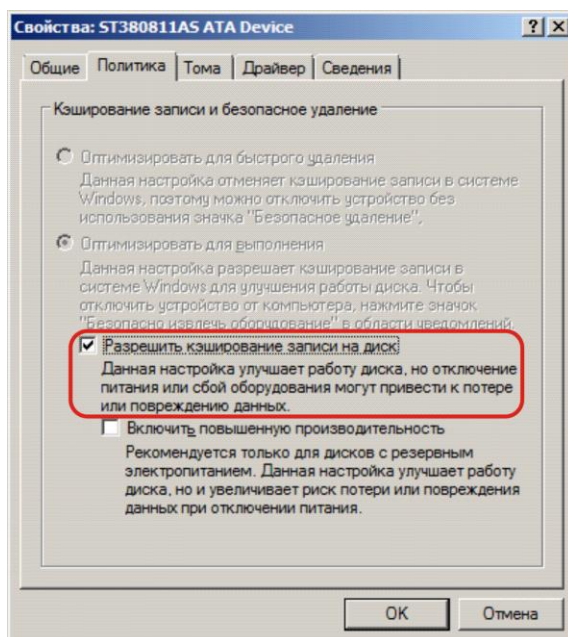 Свойства: ST380811AS ATA Device
Общие Политика Тома Драйвер Сведения
Кэширование записи и безопасное удаление
Оптимизировать для быстрого удаления
Данная настройка отменяет кэширование записи в системе
Windows, поэтому можно отключить устройство без
использования значка "Безопасное удаление",
Оптимизировать для выполнения
Данная настройка разрешает кэширование записи в
системе Windows для улучшения работы диска. Чтобы
отключить устройство от компьютера, нажмите значок
"Безопасно извлечь оборудование" в области уведомлений.
Разрешить кэширование записи на диск
Данная настройка улучшает работу диска, но отключение
питания или сбой оборудования могут привести к потере
или повреждению данных.
Включить повышенную производительность
Рекомендуется только для дисков с резервным
электропитанием. Данная настройка улучшает работу
диска, но и увеличивает риск потери или повреждения
данных при отключении питания.
OK Отмена